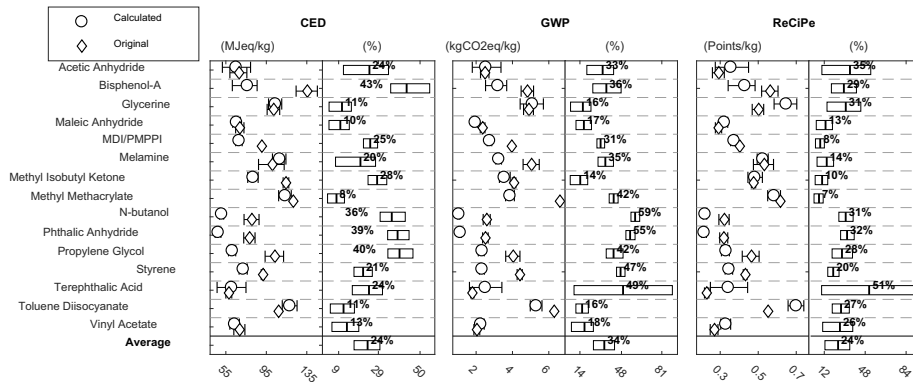 CED GWP ReCiPe
Calculated
Original
(MJeq/kg) (%) (kgCO2eq/kg) (%) (Points/kg) (%)
Acetic Anhydride 24% 33% 35%
Bisphenol-A 43% 36% 29%
Glycerine 11% 16% 31%
Maleic Anhydride 10% 17% 13%
MDI/PMPPI 25% 31% 8%
Melamine 20% 35% 14%
Methyl Isobutyl Ketone 28% 14% 10%
Methyl Methacrylate 8% 42% 7%
N-butanol 36% 59% 31%
Phthalic Anhydride 39% 55% 32%
Propylene Glycol 40% 42% 28%
Styrene 21% 47% 20%
Terephthalic Acid 24% 49% 51%
Toluene Diisocyanate 11% 16% 27%
Vinyl Acetate 13% 18% 26%
Average 24% 34% 24%
55 95 135 9 29 50 2 4 6 14 48 81 0.3 0.5 0.7 12 48 84